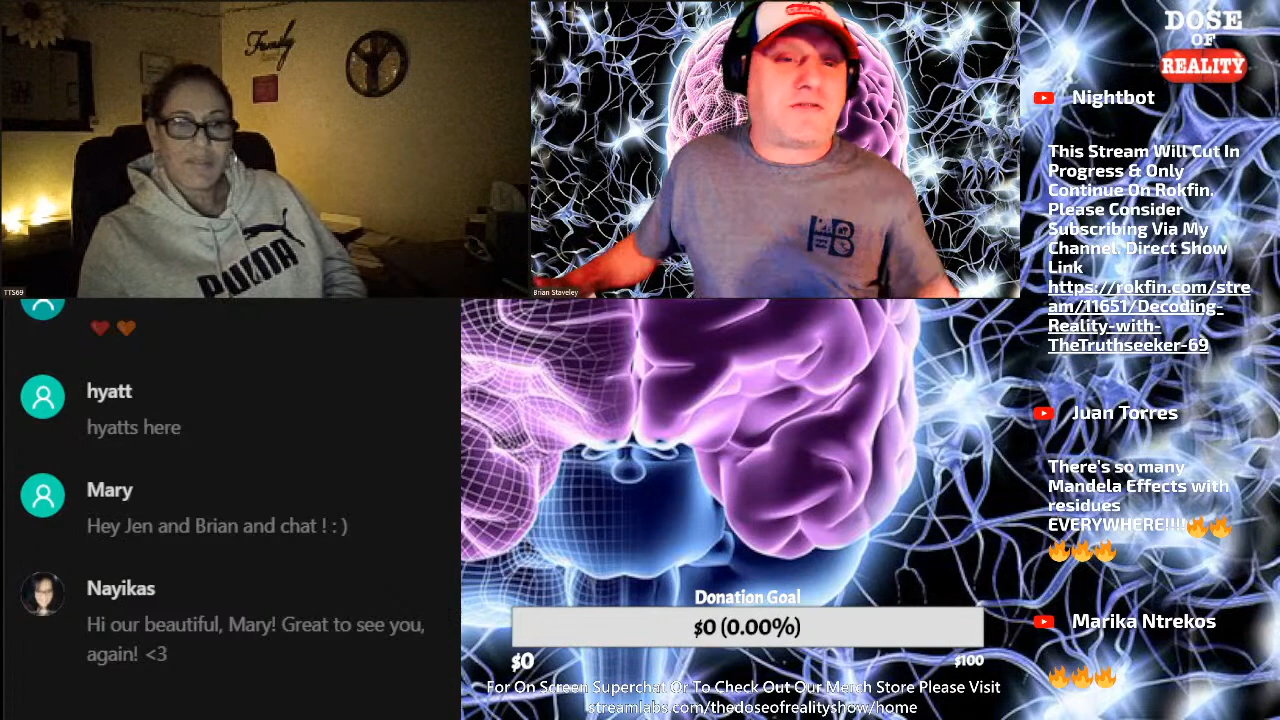 Family
PUMA
TTS69
HB
Brian Staveley
hyatt
hyatts here
Mary
Hey Jen and Brian and chat ! : )
Nayikas
Hi our beautiful, Mary! Great to see you,
again! <3
Donation Goal
$0 (0.00%)
$0
$100
For On Screen Superchat Or To Check Out Our Merch Store Please Visit
streamlabs.com/thedoseofrealityshow/home
DOSE
OF
REALITY
Nightbot
This Stream Will Cut In
Progress & Only
Continue On Rokfin.
Please Consider
Subscribing Via My
Channel. Direct Show
Link
https://rokfin.com/stre
am/11651/Decoding-
Reality-with-
TheTruthseeker-69
Juan Torres
There's so many
Mandela Effects with
residues
EVERYWHERE!!!!🔥🔥
🔥🔥🔥
Marika Ntrekos
🔥🔥🔥